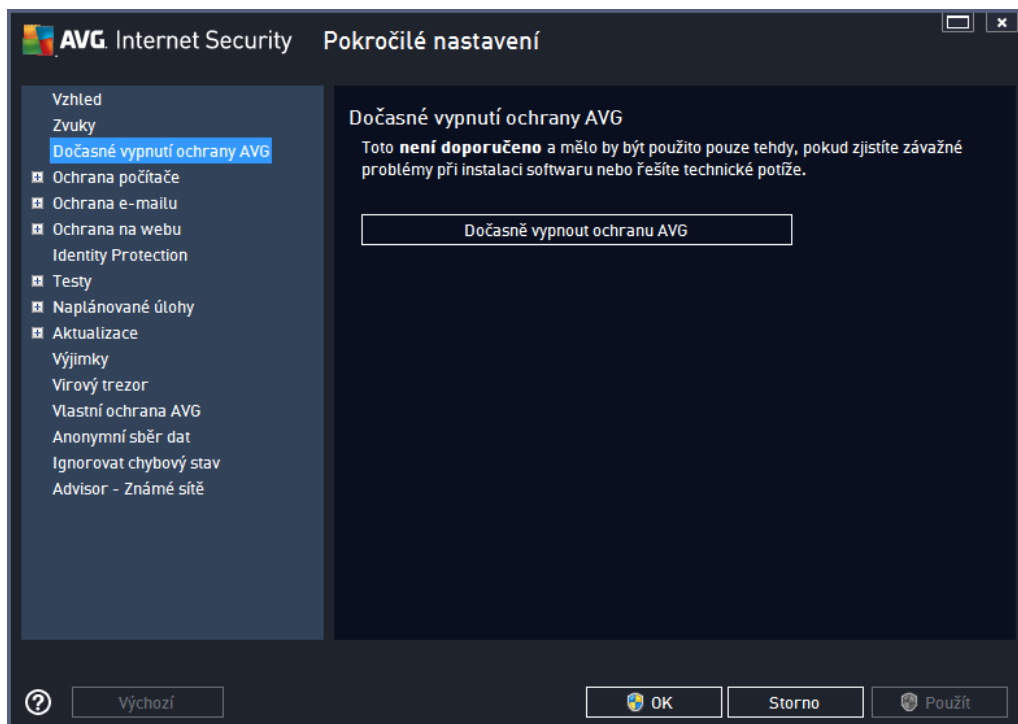 AVG. Internet Security Pokročilé nastavení
Vzhled
Zvuky
Dočasné vypnutí ochrany AVG
Ochrana počítače
Ochrana e-mailu
Ochrana na webu
Identity Protection
Testy
Naplánované úlohy
Aktualizace
Výjimky
Virový trezor
Vlastní ochrana AVG
Anonymní sběr dat
Ignorovat chybový stav
Advisor - Známé sítě
Dočasné vypnutí ochrany AVG
Toto není doporučeno a mělo by být použito pouze tehdy, pokud zjistíte závažné
problémy při instalaci softwaru nebo řešíte technické potíže.
Dočasně vypnout ochranu AVG
Výchozí
OK
Storno
Použít